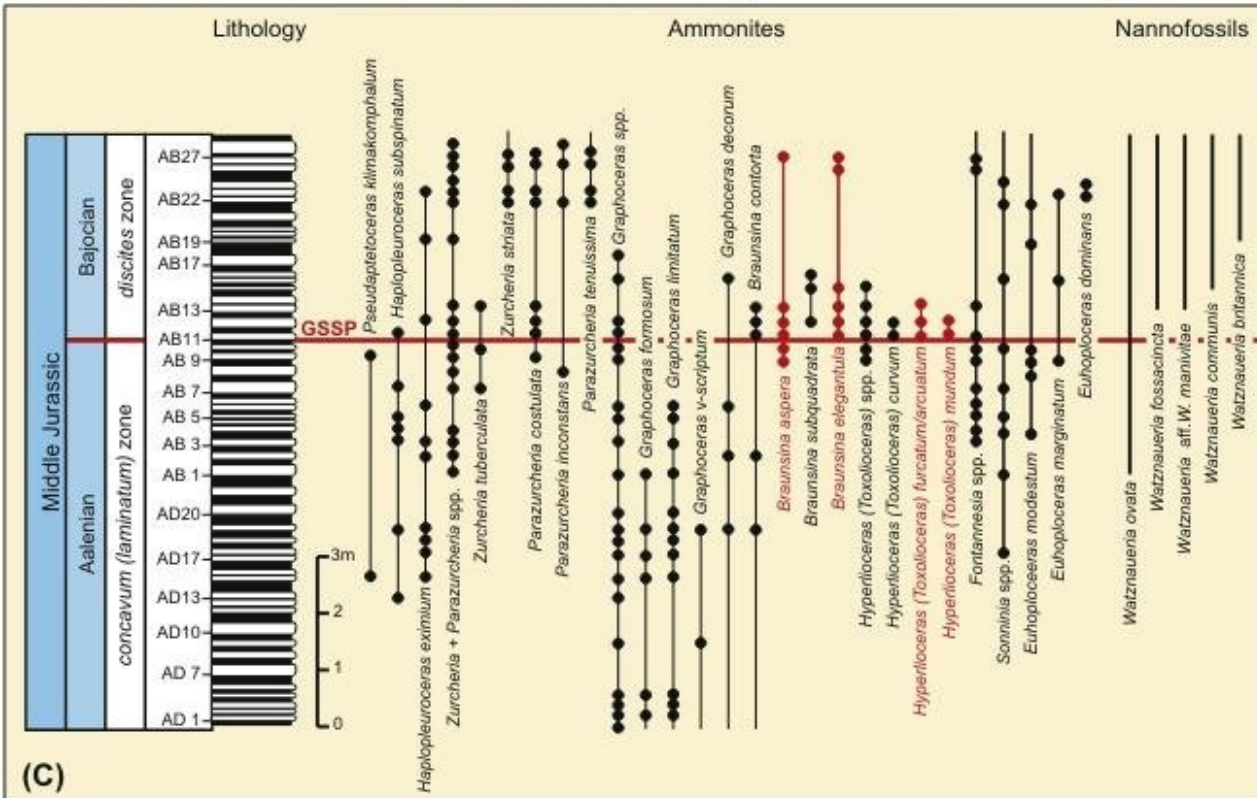 Lithology
Ammonites
Nannofossils
Middle Jurassic
Bajocian
Aalenian
discites zone
concavum (laminatum) zone
AB27
AB22
AB19
AB17
AB13
AB11
AB 9
AB 7
AB 5
AB 3
AB 1
AD20
AD17
AD13
AD10
AD 7
AD 1
GSSP
3m
2
1
0
Pseudaptetoceras klimakomphalum
Haplopleuroceras subspinatum
Haplopleuroceras eximium
Zurcheria + Parazurcheria spp.
Zurcheria tuberculata
Zurcheria striata
Parazurcheria costulata
Parazurcheria inconstans
Parazurcheria tenuissima
Graphoceras spp.
Graphoceras formosum
Graphoceras limitatum
Graphoceras v-scriptum
Graphoceras decorum
Braunsina contorta
Braunsina aspera
Braunsina subquadrata
Braunsina elegantula
Hyperlioceras (Toxolioceras) spp.
Hyperlioceras (Toxolioceras) curvum
Hyperlioceras (Toxolioceras) furcatum/arcuatum
Hyperlioceras (Toxolioceras) mundum
Fontannesia spp.
Sonninia spp.
Euhoploceeras modestum
Euhoploceras marginatum
Euhoploceras dominans
Watznaueria ovata
Watznaueria fossacincta
Watznaueria aff. W. manivitae
Watznaueria communis
Watznaueria britannica
(C)